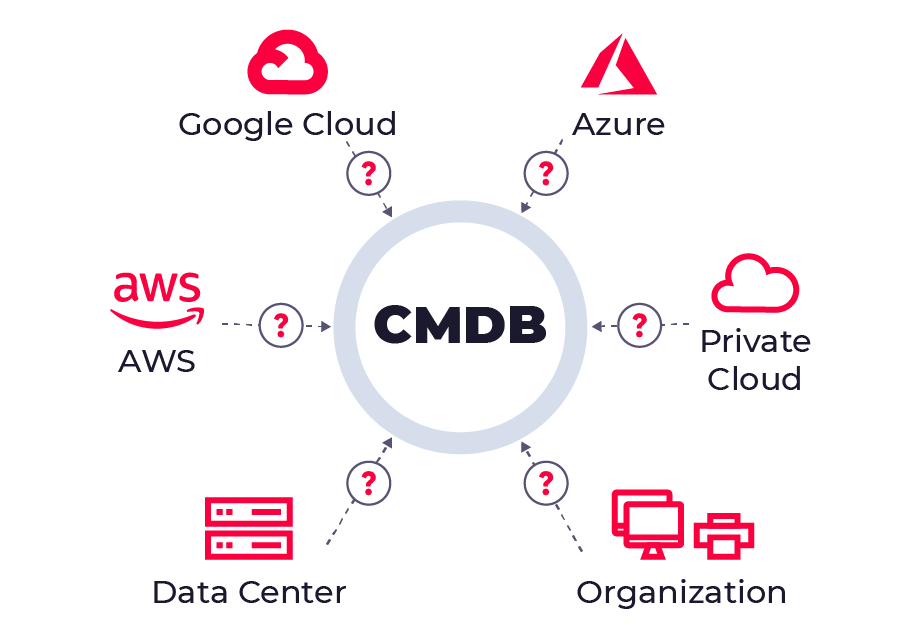 Google Cloud
Azure
?
?
aws
AWS
?
CMDB
?
Private
Cloud
?
?
Data Center
Organization